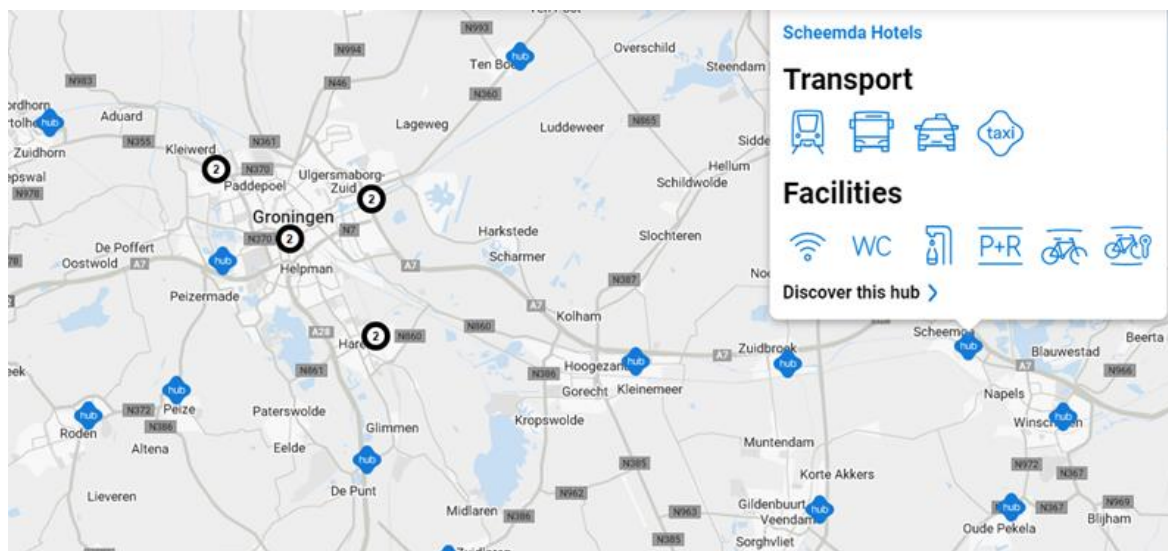 Scheemda Hotels
Transport
taxi
Facilities
WC
P+R
Discover this hub
N993
N994
Overschild
Ten Boer
hub
Steendam
N983
N46
N360
hub
Aduard
Lageweg
Luddeweer
N865
Zuidhorn
N355
Kleiwerd
N361
N370
2
Paddepoel
Ulgersmaborg-
Zuid
2
Hellum
Schildwolde
N978
Groningen
N370
2
N7
Harkstede
Slochteren
De Poffert
Scharmer
Oostwold
A7
hub
Helpman
A7
N387
Peizermade
Kolham
A28
2
N860
N860
Scheemda
hub
Beerta
A7
Zuidbroek
hub
A7
Blauwestad
N861
Hoogezand
hub
N966
N386
Gorecht
Kleinemeer
Napels
hub
Peize
hub
Roden
N372
N386
Paterswolde
Glimmen
Kropswolde
hub
Winschoten
Altena
Eelde
Muntendam
hub
De Punt
N385
Korte Akkers
N972
N367
Lieveren
N962
Gildenbuurt
Veendam
hub
hub
N367
N969
Midlaren
N386
N963
Oude Pekela
Blijham
N385
Sorghvliet
hub